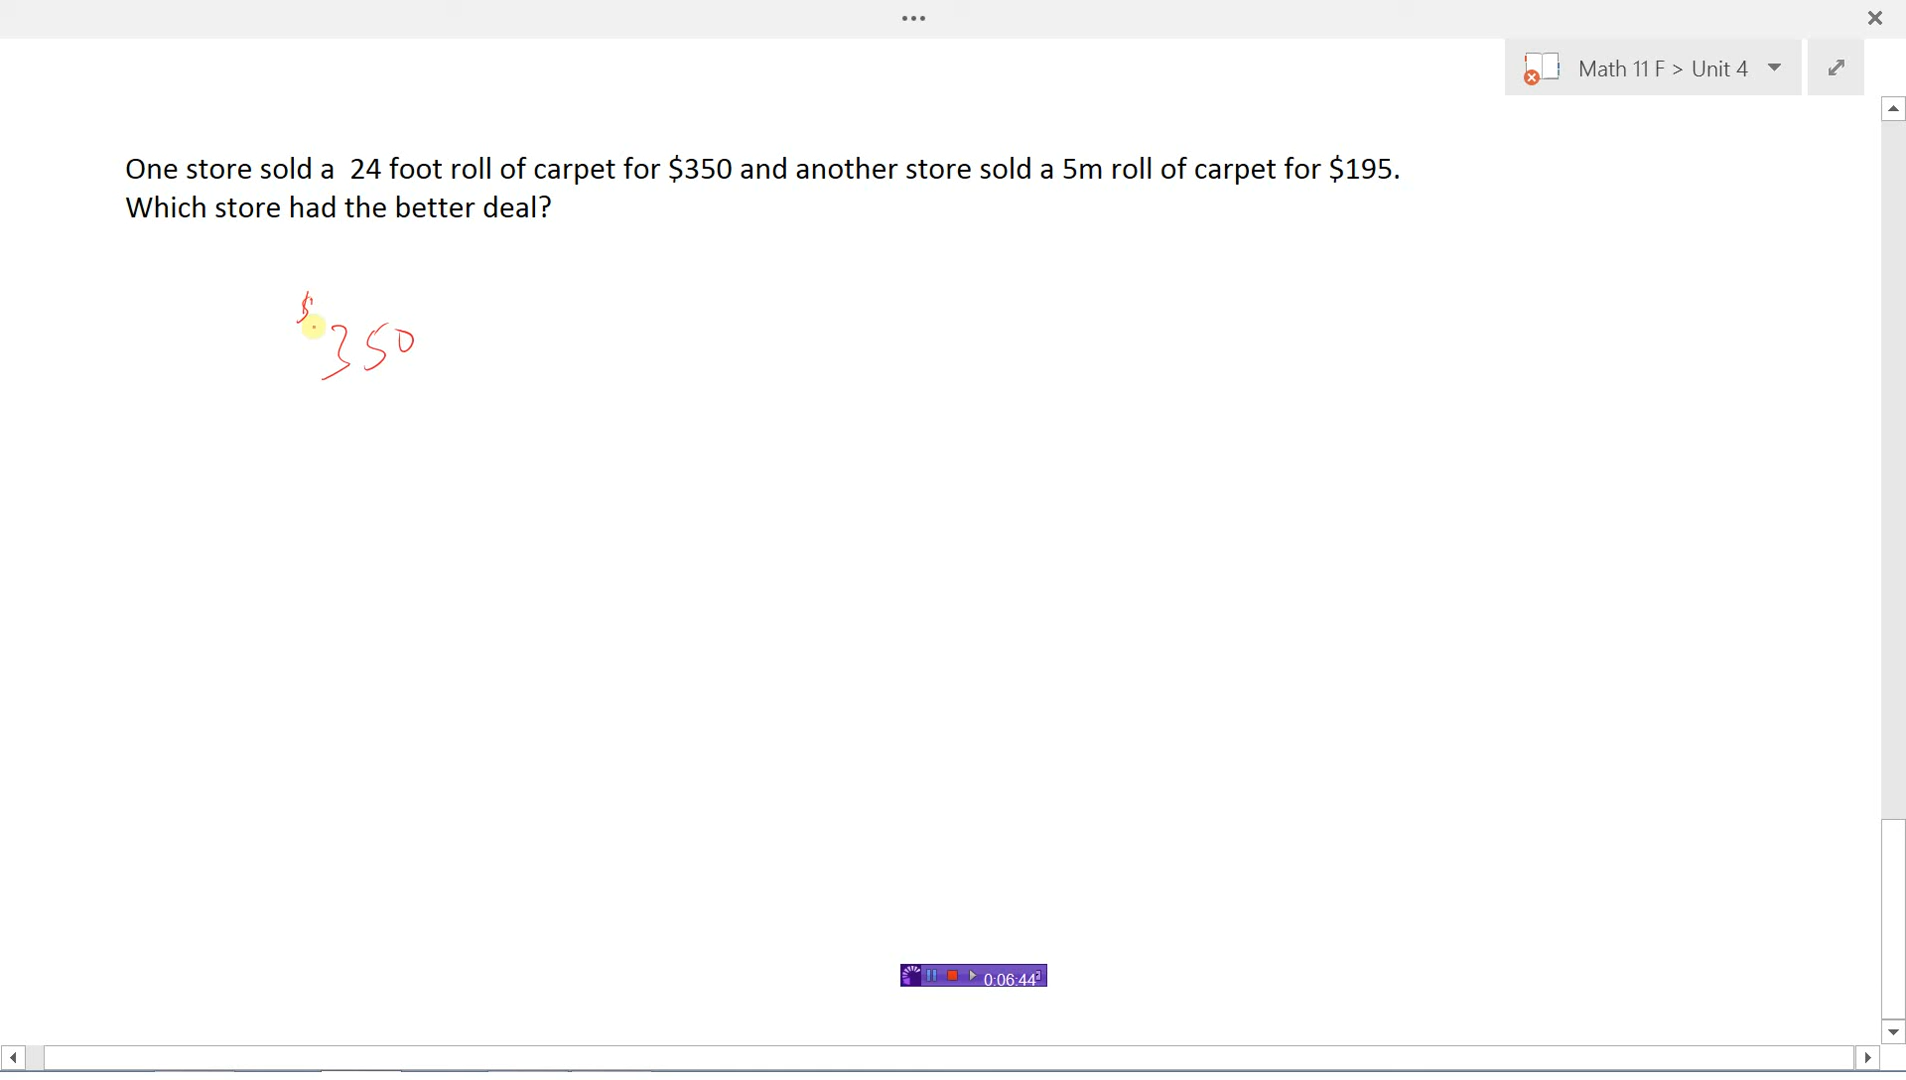 Math 11 F > Unit 4
One store sold a 24 foot roll of carpet for $350 and another store sold a 5m roll of carpet for $195.
Which store had the better deal?
$350
0:06:44